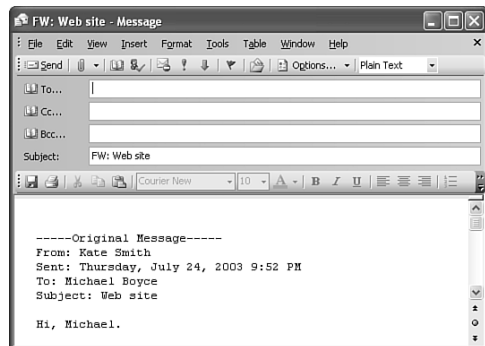 FW: Web site - Message
File Edit View Insert Format Tools Table Window Help
Send Options... Plain Text
To...
Cc...
Bcc...
Subject: FW: Web site
Courier New 10 A B I U
-----Original Message-----
From: Kate Smith
Sent: Thursday, July 24, 2003 9:52 PM
To: Michael Boyce
Subject: Web site
Hi, Michael.